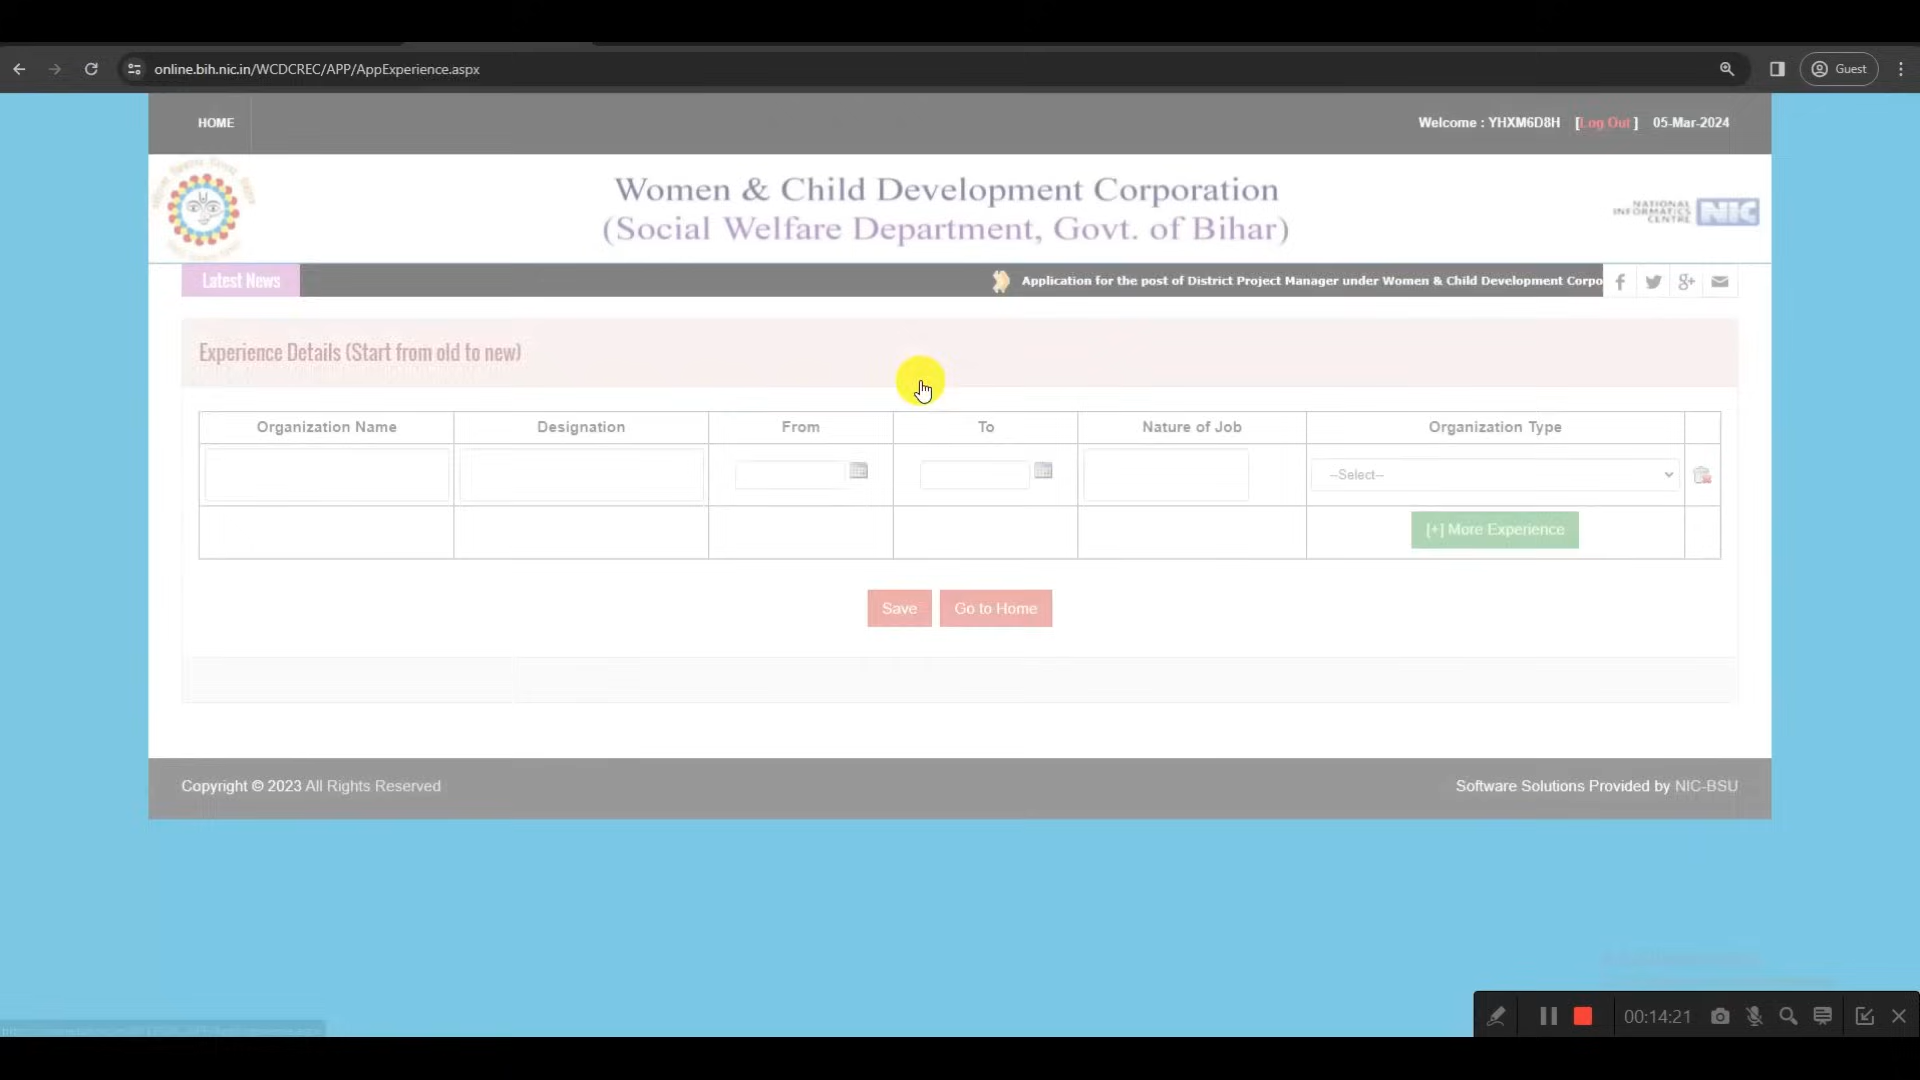 online.bih.nic.in/WCDCREC/APP/AppExperience.aspx
Guest
HOME
Welcome : YHXM6D8H [Log Out ] 05-Mar-2024
Women & Child Development Corporation
(Social Welfare Department, Govt. of Bihar)
NATIONAL
INFORMATICS
CENTRE
NIC
Latest News
Application for the post of District Project Manager under Women & Child Development Corpo
Experience Details (Start from old to new)
Organization Name Designation From To Nature of Job Organization Type
--Select--
[+] More Experience
Save Go to Home
Copyright © 2023 All Rights Reserved
Software Solutions Provided by NIC-BSU
00:14:21